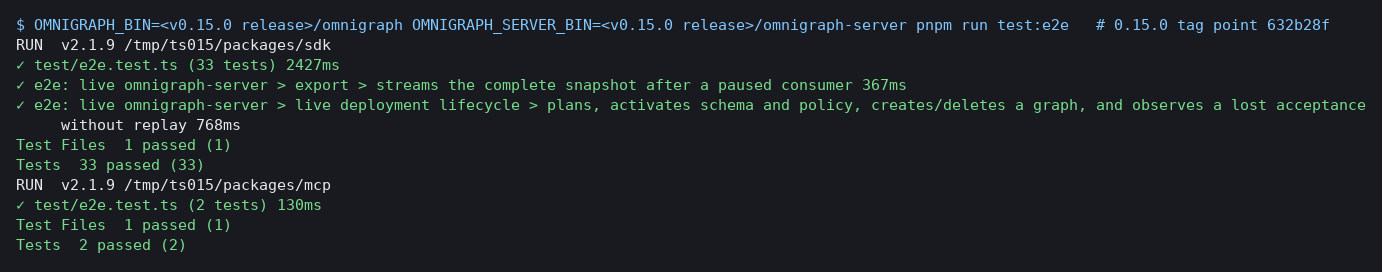 $ OMNIGRAPH_BIN=<v0.15.0 release>/omnigraph OMNIGRAPH_SERVER_BIN=<v0.15.0 release>/omnigraph-server pnpm run test:e2e   # 0.15.0 tag point 632b28f
RUN  v2.1.9 /tmp/ts015/packages/sdk
✓ test/e2e.test.ts (33 tests) 2427ms
✓ e2e: live omnigraph-server > export > streams the complete snapshot after a paused consumer 367ms
✓ e2e: live omnigraph-server > live deployment lifecycle > plans, activates schema and policy, creates/deletes a graph, and observes a lost acceptance
     without replay 768ms
Test Files  1 passed (1)
Tests  33 passed (33)
RUN  v2.1.9 /tmp/ts015/packages/mcp
✓ test/e2e.test.ts (2 tests) 130ms
Test Files  1 passed (1)
Tests  2 passed (2)